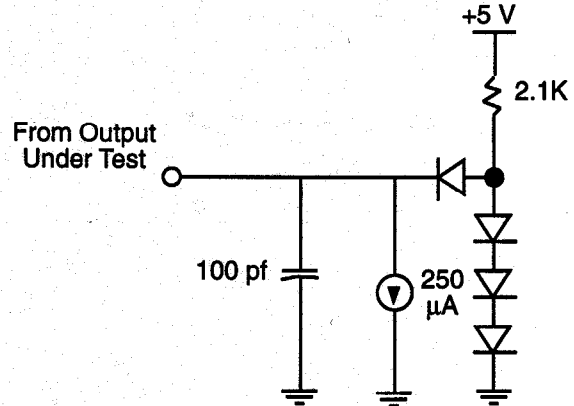 +5 V
2.1K
From Output
Under Test
100 pf
250
µA